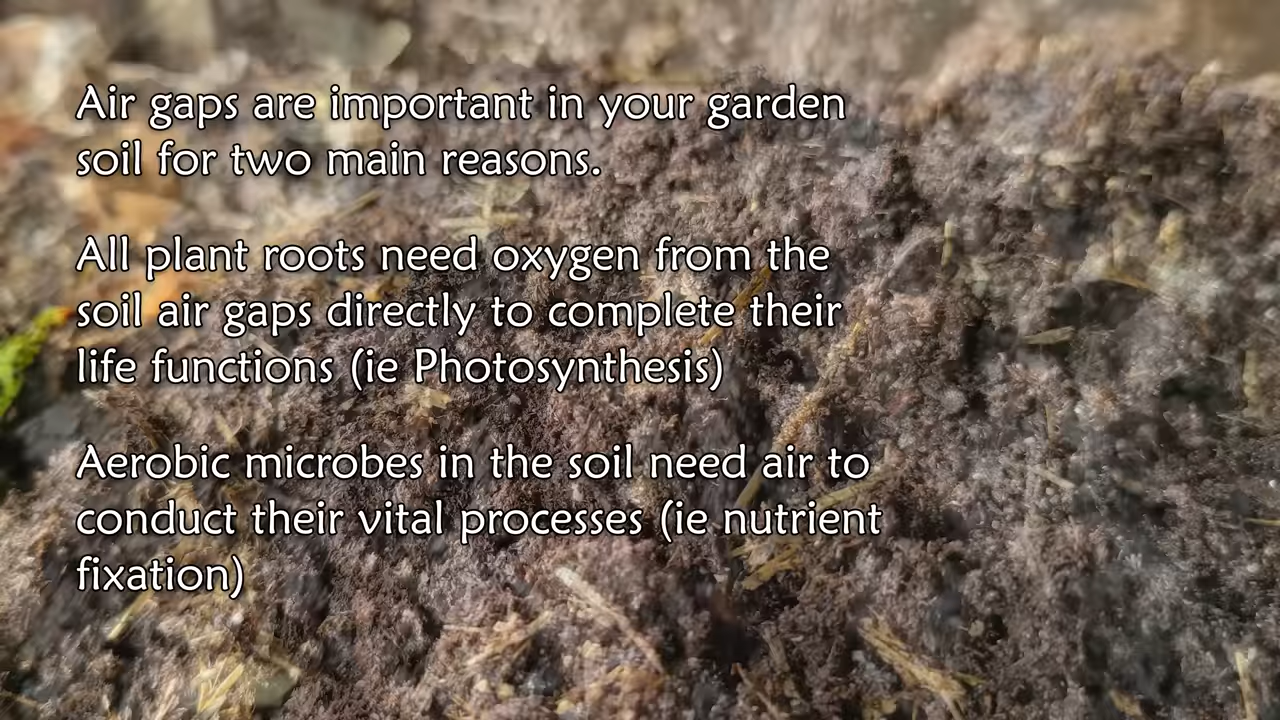 Air gaps are important in your garden
soil for two main reasons.
All plant roots need oxygen from the
soil air gaps directly to complete their
life functions (ie Photosynthesis)
Aerobic microbes in the soil need air to
conduct their vital processes (ie nutrient
fixation)